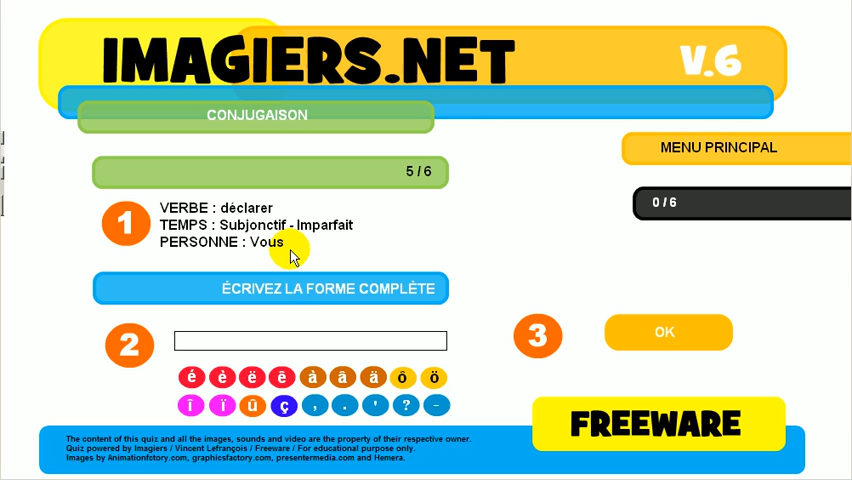 IMAGIERS.NET
V.6
CONJUGAISON
MENU PRINCIPAL
5 / 6
0 / 6
1
VERBE : déclarer
TEMPS : Subjonctif - Imparfait
PERSONNE : Vous
ÉCRIVEZ LA FORME COMPLÈTE
2
3
OK
é è ë ê à â ä ô ö
î ï û ç , . ' ? -
FREEWARE
The content of this quiz and all the images, sounds and video are the property of their respective owner.
Quiz powered by Imagiers / Vincent Lefrançois / Freeware / For educational purpose only.
Images by Animationfctory.com, graphicsfactory.com, presentermedia.com and Hemera.